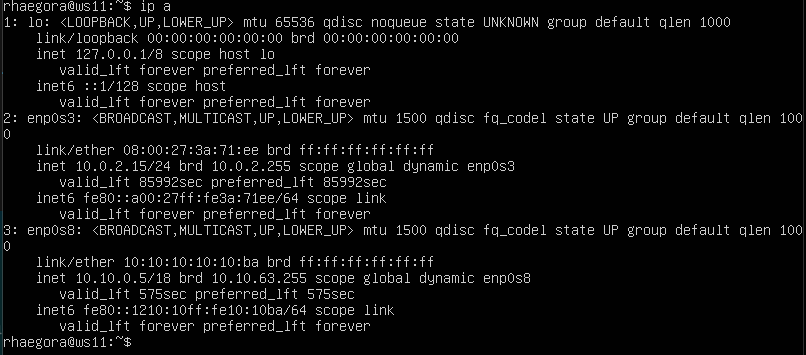 rhaegora@ws11:~$ ip a
1: lo: <LOOPBACK,UP,LOWER_UP> mtu 65536 qdisc noqueue state UNKNOWN group default qlen 1000
    link/loopback 00:00:00:00:00:00 brd 00:00:00:00:00:00
    inet 127.0.0.1/8 scope host lo
       valid_lft forever preferred_lft forever
    inet6 ::1/128 scope host
       valid_lft forever preferred_lft forever
2: enp0s3: <BROADCAST,MULTICAST,UP,LOWER_UP> mtu 1500 qdisc fq_codel state UP group default qlen 100
0
    link/ether 08:00:27:3a:71:ee brd ff:ff:ff:ff:ff:ff
    inet 10.0.2.15/24 brd 10.0.2.255 scope global dynamic enp0s3
       valid_lft 85992sec preferred_lft 85992sec
    inet6 fe80::a00:27ff:fe3a:71ee/64 scope link
       valid_lft forever preferred_lft forever
3: enp0s8: <BROADCAST,MULTICAST,UP,LOWER_UP> mtu 1500 qdisc fq_codel state UP group default qlen 100
0
    link/ether 10:10:10:10:10:ba brd ff:ff:ff:ff:ff:ff
    inet 10.10.0.5/18 brd 10.10.63.255 scope global dynamic enp0s8
       valid_lft 575sec preferred_lft 575sec
    inet6 fe80::1210:10ff:fe10:10ba/64 scope link
       valid_lft forever preferred_lft forever
rhaegora@ws11:~$